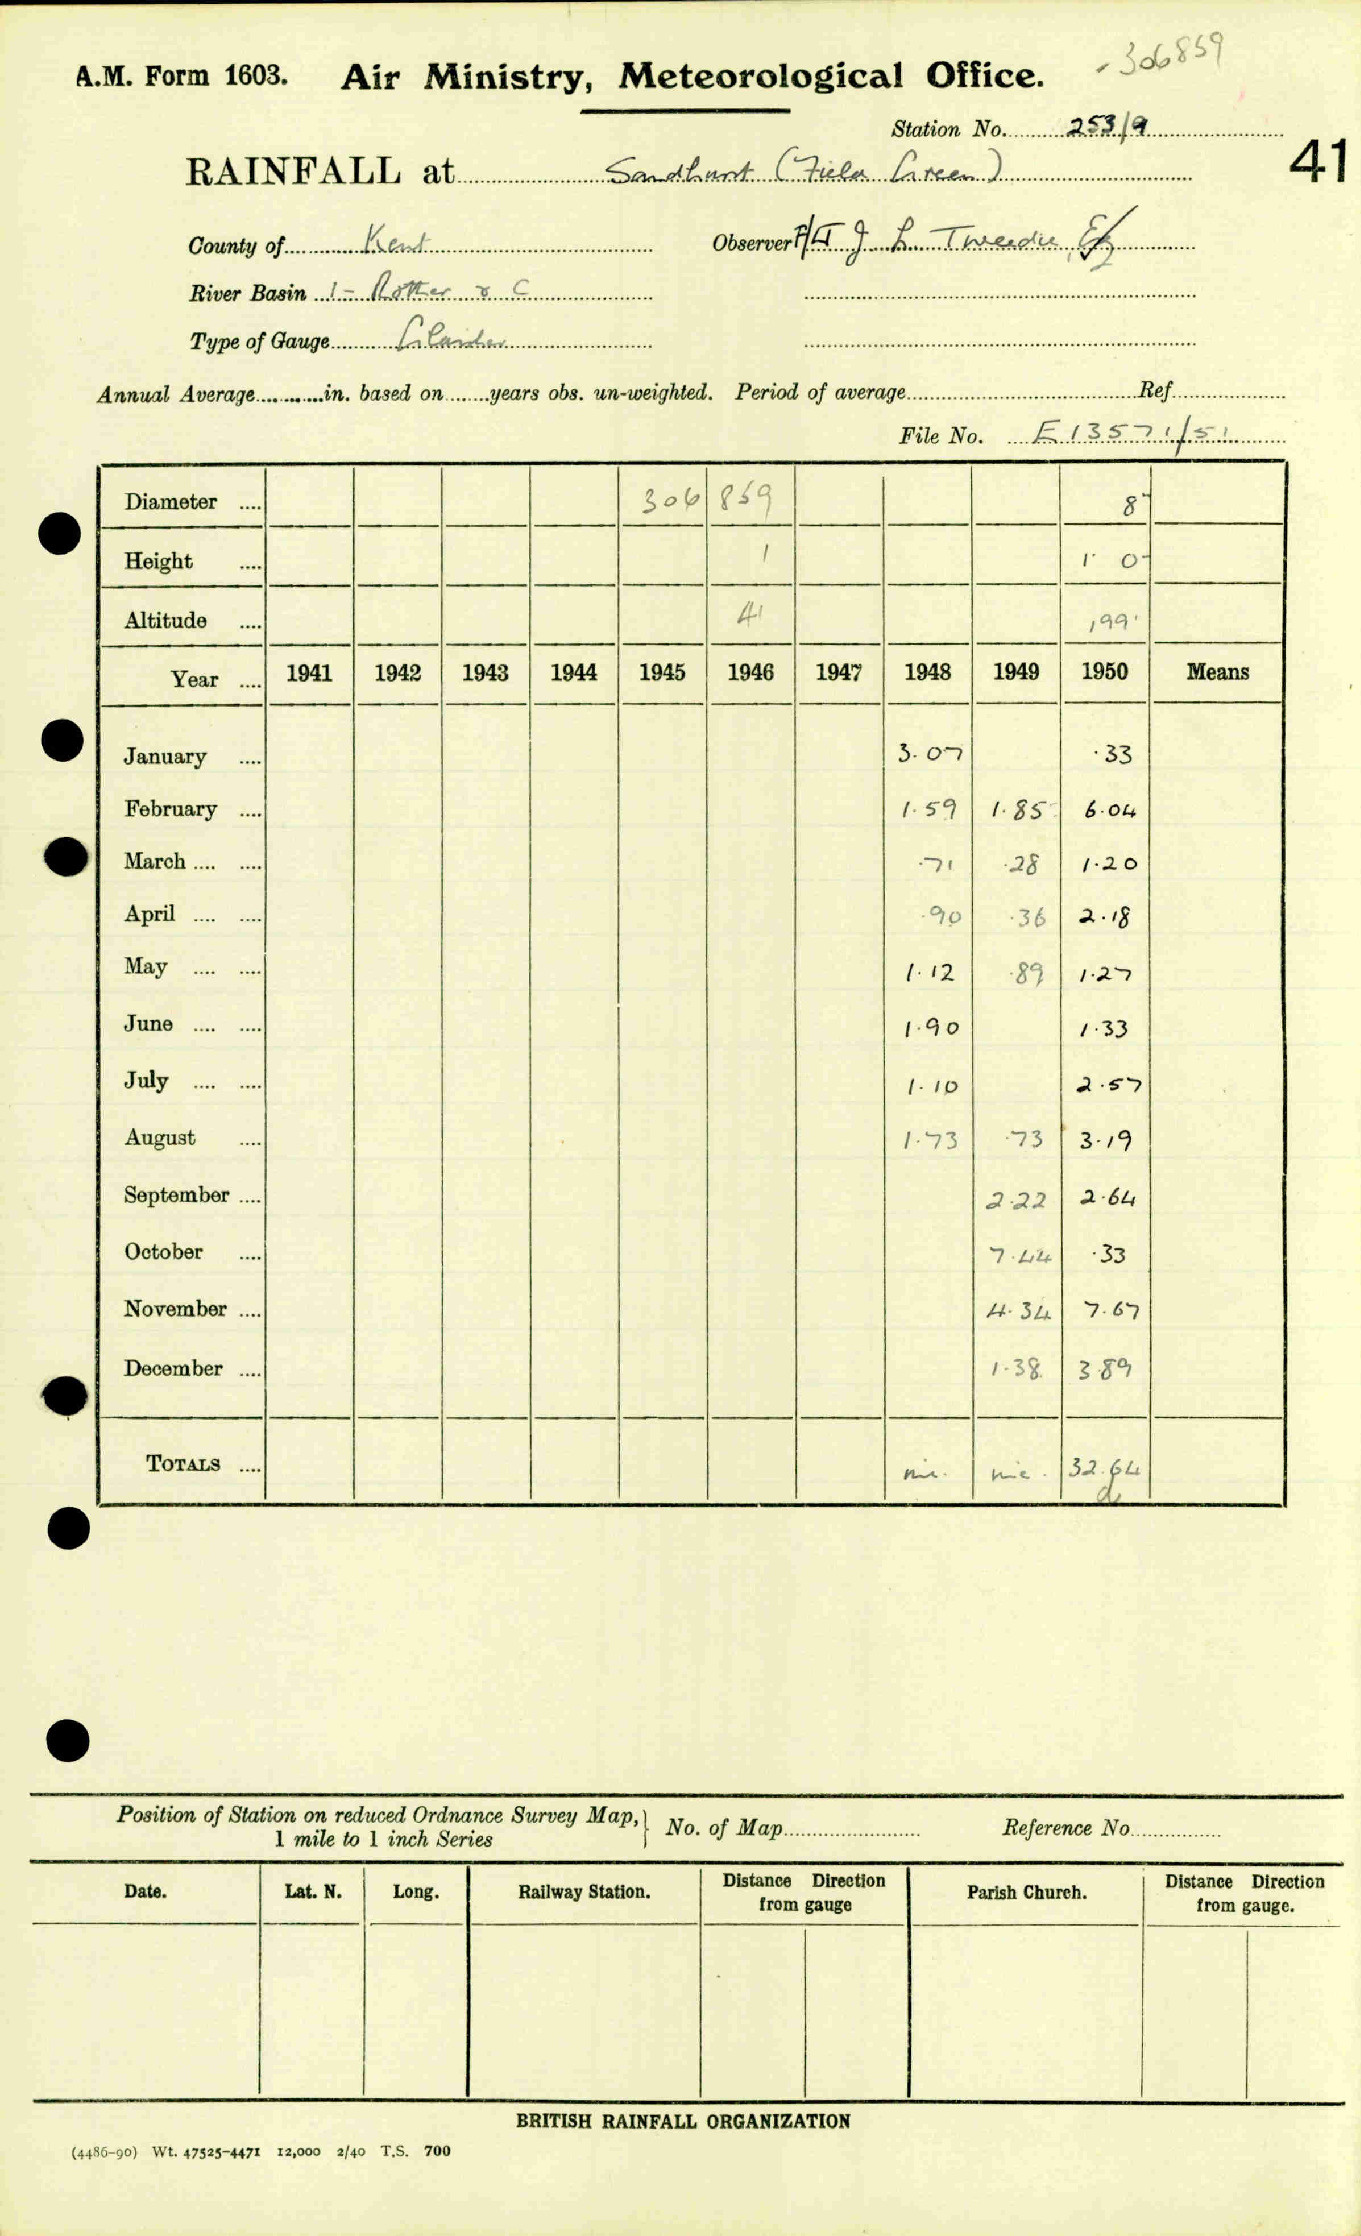 306859
A.M. Form 1603. Air Ministry, Meteorological Office.
Station No. 253/9
41
RAINFALL at Sandhurst (Field Green)
County of Kent Observer F/Lt J. L. Tweedie, Esq
River Basin 1 - Rother & C
Type of Gauge
Annual Average in. based on years obs. un-weighted. Period of average Ref
File No. E13571/51
Diameter .... 306 859 8"
Height .... 1 1' 0"
Altitude .... 41 199'
Year .... 1941 1942 1943 1944 1945 1946 1947 1948 1949 1950 Means
January .... 3.07 .33
February .... 1.59 1.85 6.04
March .... .... .71 .28 1.20
April .... .... .90 .36 2.18
May .... .... 1.12 .89 1.27
June .... .... 1.90 1.33
July .... .... 1.10 2.57
August .... 1.73 .73 3.19
September .... 2.22 2.64
October .... 7.44 .33
November .... 4.34 7.67
December .... 1.38 3.89
TOTALS .... inc. inc. 32.64
Position of Station on reduced Ordnance Survey Map, 1 mile to 1 inch Series } No. of Map Reference No.
Date. Lat. N. Long. Railway Station. Distance Direction from gauge Parish Church. Distance Direction from gauge.
BRITISH RAINFALL ORGANIZATION
(4486-90) Wt. 47525-4471 12,000 2/40 T.S. 700